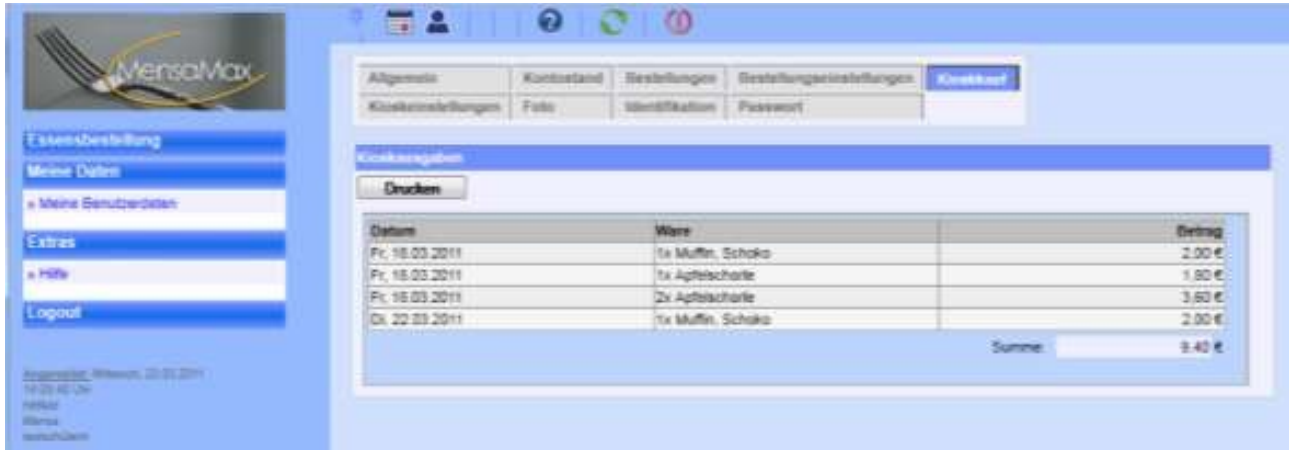 MensaMax
Allgemein Kontostand Bestellungen Bestellungseinstellungen Kioskkauf
Kioskeinstellungen Foto Identifikation Passwort
Essensbestellung
Meine Daten
» Meine Benutzerdaten
Extras
» Hilfe
Logout
Kioskausgaben
Drucken
Datum Ware Betrag
Fr, 18.03.2011 1x Muffin, Schoko 2,00 €
Fr, 18.03.2011 1x Apfelschorle 1,80 €
Fr, 18.03.2011 2x Apfelschorle 3,60 €
Di, 22.03.2011 1x Muffin, Schoko 2,00 €
Summe: 9,40 €
Angemeldet: Mittwoch,
Mensa